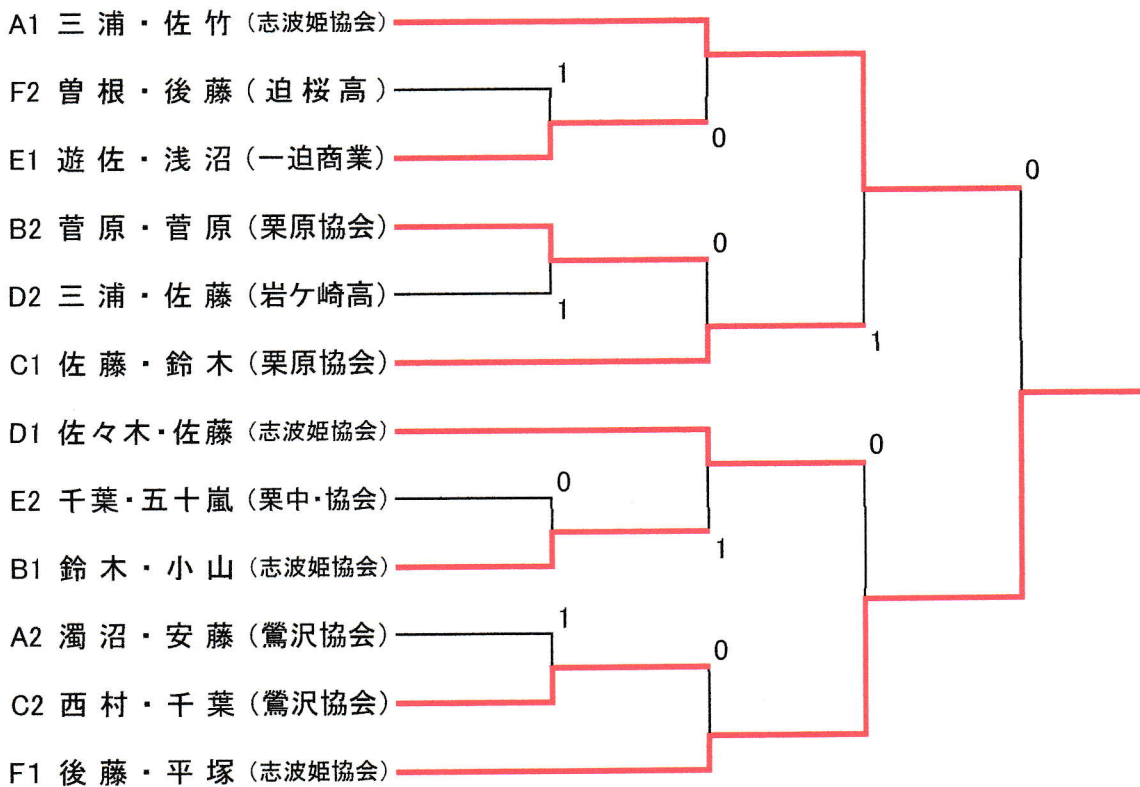 A1 三浦・佐竹 (志波姫協会)
1
F2 曽根・後藤 (迫桜高)
0
E1 遊佐・浅沼 (一迫商業)
0
B2 菅原・菅原 (栗原協会)
0
D2 三浦・佐藤 (岩ケ崎高)
1
1
C1 佐藤・鈴木 (栗原協会)
D1 佐々木・佐藤 (志波姫協会)
0
0
E2 千葉・五十嵐 (栗中・協会)
1
B1 鈴木・小山 (志波姫協会)
1
A2 濁沼・安藤 (鶯沢協会)
0
C2 西村・千葉 (鶯沢協会)
F1 後藤・平塚 (志波姫協会)